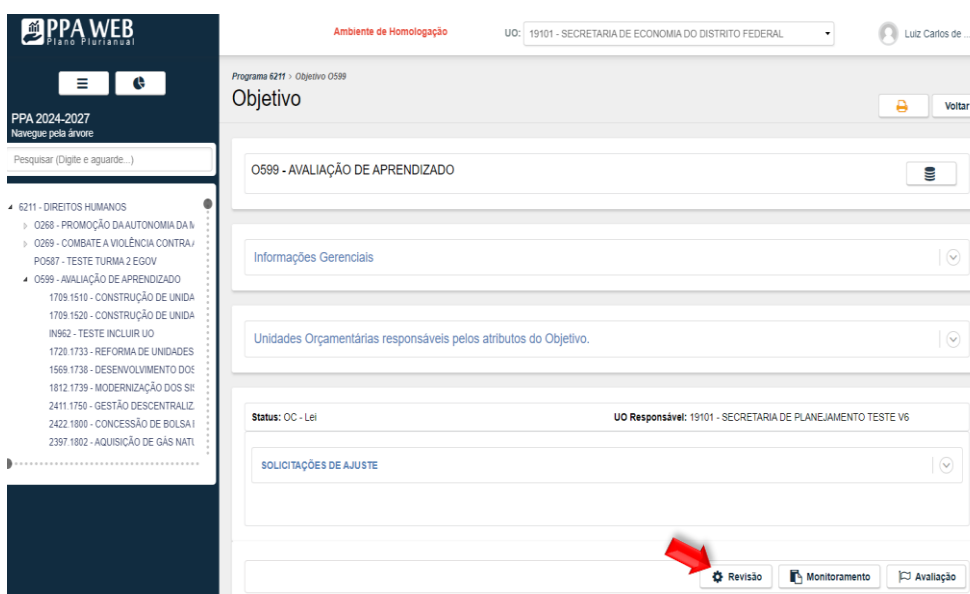 PPA WEB
Plano Plurianual
Ambiente de Homologação
UO: 19101 - SECRETARIA DE ECONOMIA DO DISTRITO FEDERAL
Luiz Carlos de ...
PPA 2024-2027
Navegue pela árvore
Pesquisar (Digite e aguarde...)
6211 - DIREITOS HUMANOS
O268 - PROMOÇÃO DA AUTONOMIA DA M
O269 - COMBATE A VIOLÊNCIA CONTRA
PO587 - TESTE TURMA 2 EGOV
O599 - AVALIAÇÃO DE APRENDIZADO
1709.1510 - CONSTRUÇÃO DE UNIDA
1709.1520 - CONSTRUÇÃO DE UNIDA
IN962 - TESTE INCLUIR UO
1720.1733 - REFORMA DE UNIDADES
1569.1738 - DESENVOLVIMENTO DOS
1812.1739 - MODERNIZAÇÃO DOS SI
2411.1750 - GESTÃO DESCENTRALIZ
2422.1800 - CONCESSÃO DE BOLSA
2397.1802 - AQUISIÇÃO DE GÁS NATU
Programa 6211 › Objetivo O599
Objetivo
Voltar
O599 - AVALIAÇÃO DE APRENDIZADO
Informações Gerenciais
Unidades Orçamentárias responsáveis pelos atributos do Objetivo.
Status: OC - Lei UO Responsável: 19101 - SECRETARIA DE PLANEJAMENTO TESTE V6
SOLICITAÇÕES DE AJUSTE
Revisão Monitoramento Avaliação